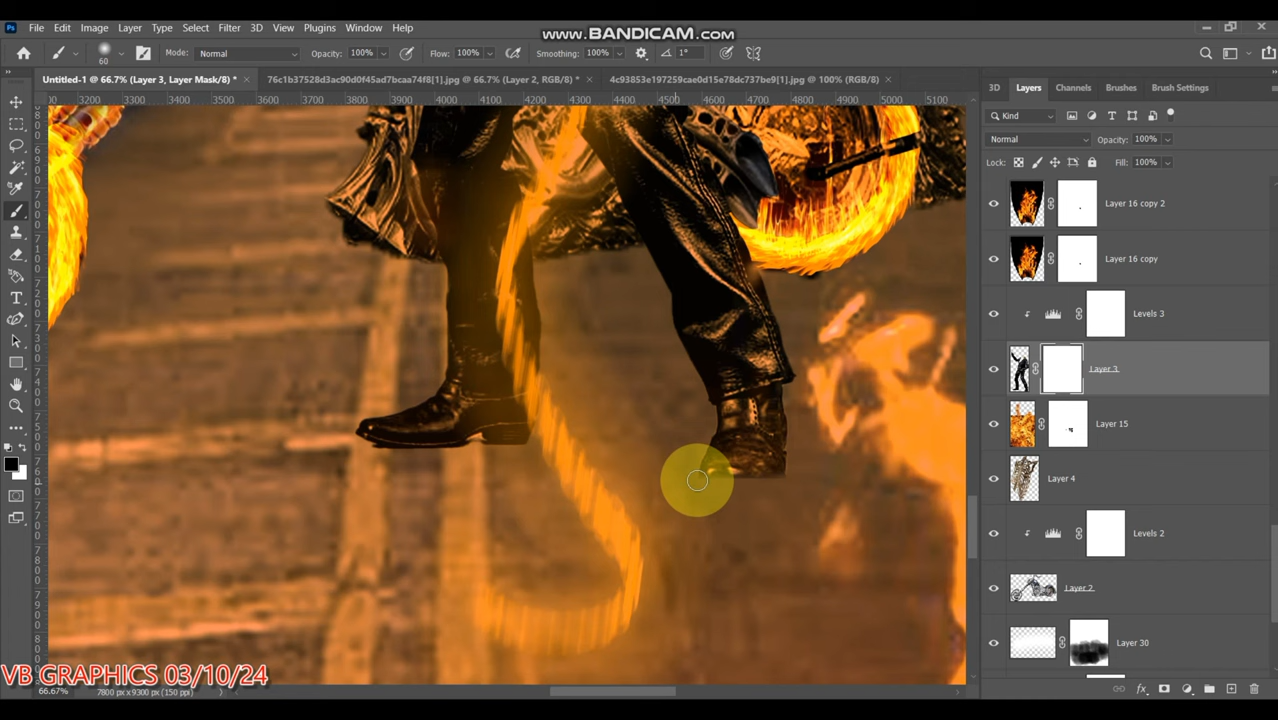 www.BANDICAM.com
Ps File Edit Image Layer Type Select Filter 3D View Plugins Window Help
60 Mode: Normal Opacity: 100% Flow: 100% Smoothing: 100% 1°
Untitled-1 @ 66.7% (Layer 3, Layer Mask/8) * × 76c1b37528d3ac90d0f45ad7bcaa74f8[1].jpg @ 66.7% (Layer 2, RGB/8) * × 4c93853e197259cae0d15e78dc737be9[1].jpg @ 100% (RGB/8) ×
3D Layers Channels Brushes Brush Settings
3200 3300 3400 3500 3600 3700 3800 3900 4000 4100 4200 4300 4400 4500 4600 4700 4800 4900 5000 5100
Kind
Normal Opacity: 100%
Lock: Fill: 100%
Layer 16 copy 2
Layer 16 copy
Levels 3
Layer 3
Layer 15
Layer 4
Levels 2
Layer 2
Layer 30
VB GRAPHICS 03/10/24
66.67% 7800 px x 9300 px (150 ppi)
fx